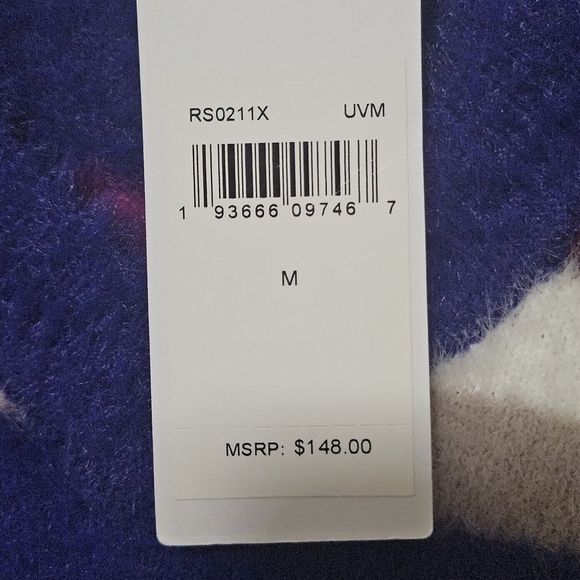 RS0211X UVM
1 93666 09746 7
M
MSRP: $148.00